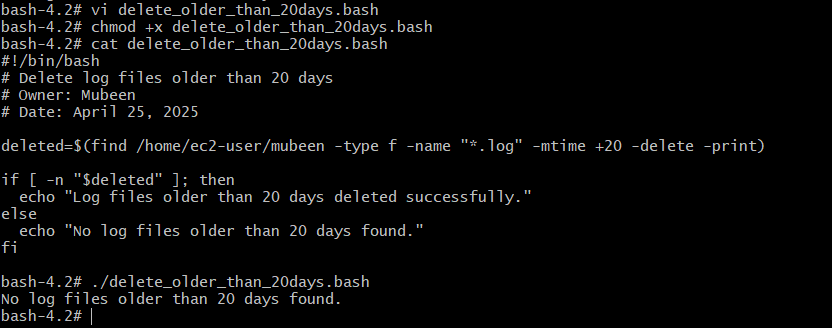 bash-4.2# vi delete_older_than_20days.bash
bash-4.2# chmod +x delete_older_than_20days.bash
bash-4.2# cat delete_older_than_20days.bash
#!/bin/bash
# Delete log files older than 20 days
# Owner: Mubeen
# Date: April 25, 2025

deleted=$(find /home/ec2-user/mubeen -type f -name "*.log" -mtime +20 -delete -print)

if [ -n "$deleted" ]; then
  echo "Log files older than 20 days deleted successfully."
else
  echo "No log files older than 20 days found."
fi

bash-4.2# ./delete_older_than_20days.bash
No log files older than 20 days found.
bash-4.2#